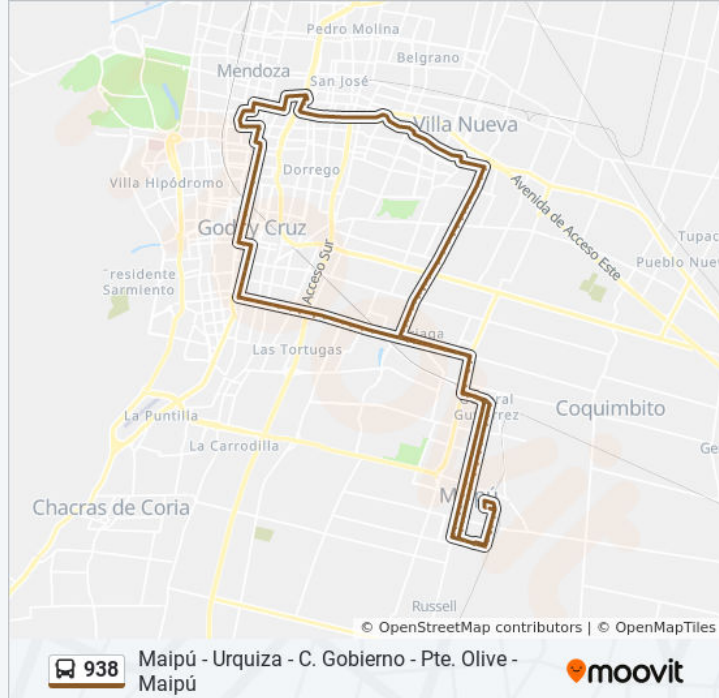 Pedro Molina
Belgrano
Mendoza
San José
Villa Nueva
Dorrego
Villa Hipódromo
Avenida de Acceso Este
Godoy Cruz
Acceso Sur
Pueblo Nue
residente
Sarmiento
Las Tortugas
La Puntilla
Coquimbito
La Carrodilla
Chacras de Coria
Russell
© OpenStreetMap contributors | © OpenMapTiles
938
Maipú - Urquiza - C. Gobierno - Pte. Olive -
Maipú
moovit